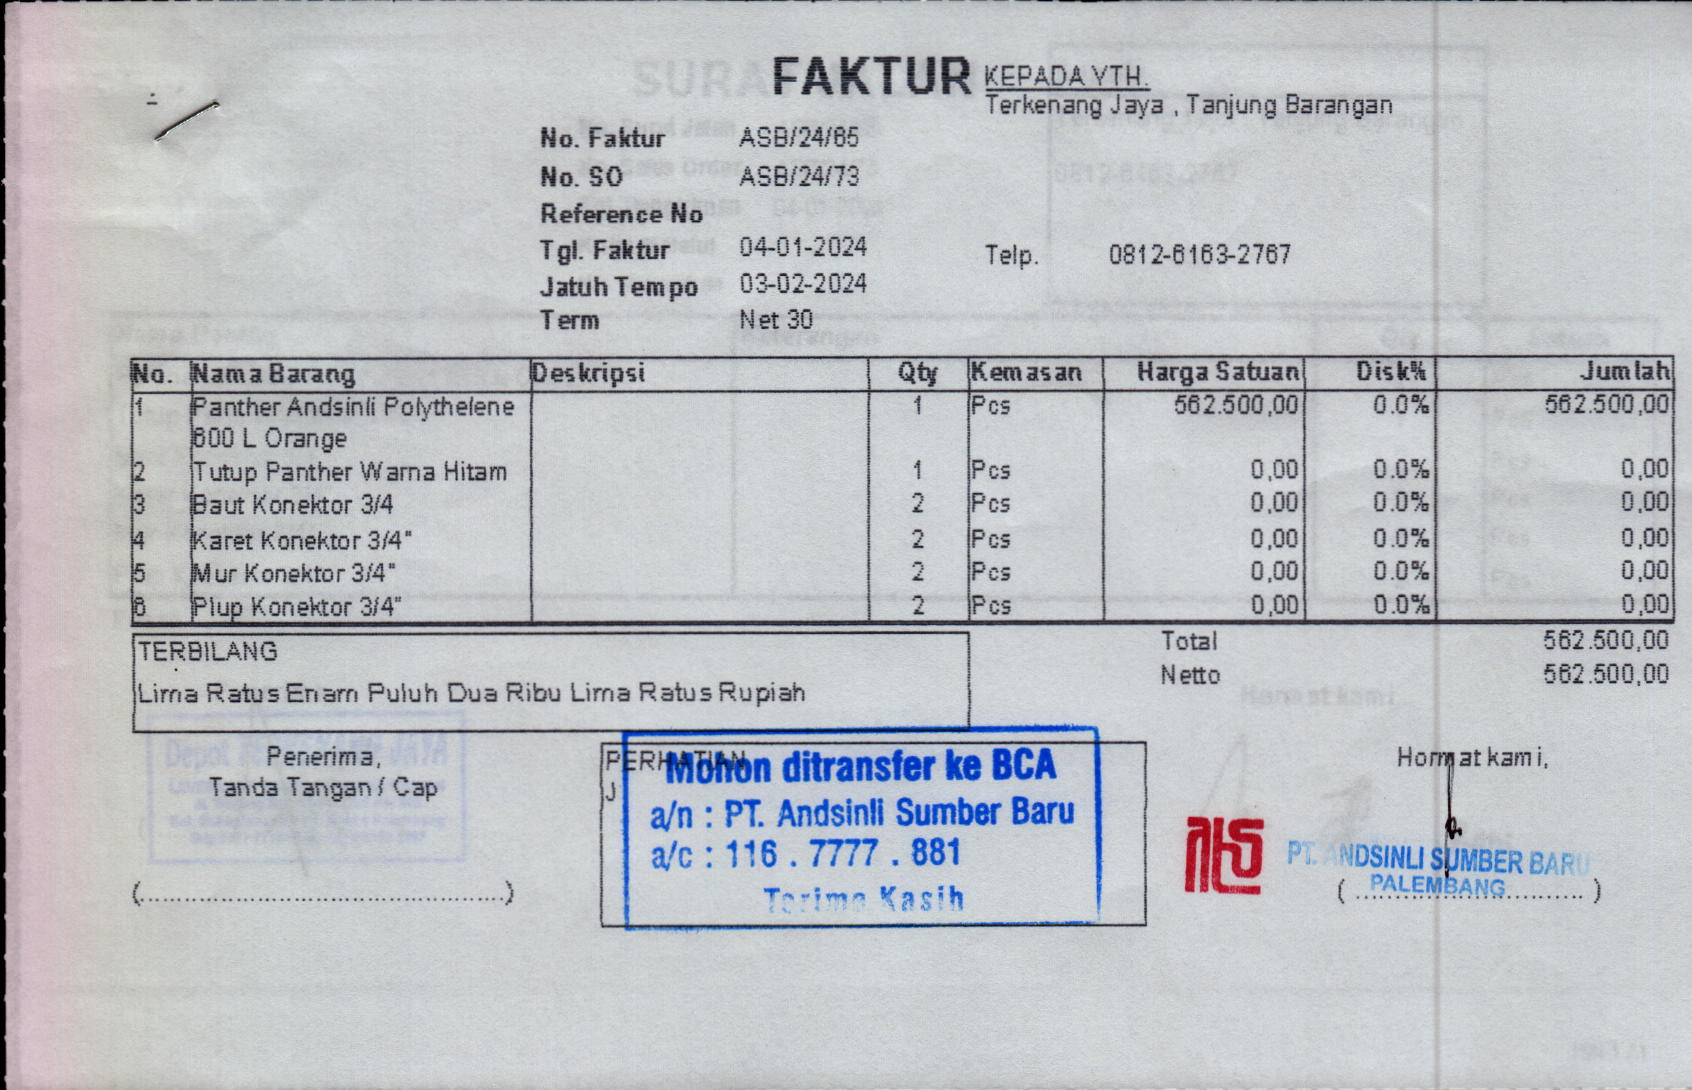 FAKTUR
KEPADA YTH.
Terkenang Jaya , Tanjung Barangan
No. Faktur ASB/24/65
No. SO ASB/24/73
Reference No
Tgl. Faktur 04-01-2024
Telp. 0812-6163-2767
Jatuh Tempo 03-02-2024
Term Net 30
No. Nama Barang Deskripsi Qty Kemasan Harga Satuan Disk% Jumlah
1 Panther Andsinli Polythelene 1 Pcs 562.500,00 0.0% 562.500,00
600 L Orange
2 Tutup Panther Warna Hitam 1 Pcs 0,00 0.0% 0,00
3 Baut Konektor 3/4 2 Pcs 0,00 0.0% 0,00
4 Karet Konektor 3/4" 2 Pcs 0,00 0.0% 0,00
5 Mur Konektor 3/4" 2 Pcs 0,00 0.0% 0,00
6 Plup Konektor 3/4" 2 Pcs 0,00 0.0% 0,00
TERBILANG
Lima Ratus Enam Puluh Dua Ribu Lima Ratus Rupiah
Total 562.500,00
Netto 562.500,00
Penerima,
Tanda Tangan / Cap
(................................................)
PERHATIAN
Mohon ditransfer ke BCA
a/n : PT. Andsinli Sumber Baru
a/c : 116 . 7777 . 881
Terima Kasih
Hormat kami,
PT. ANDSINLI SUMBER BARU
PALEMBANG
(..............................)